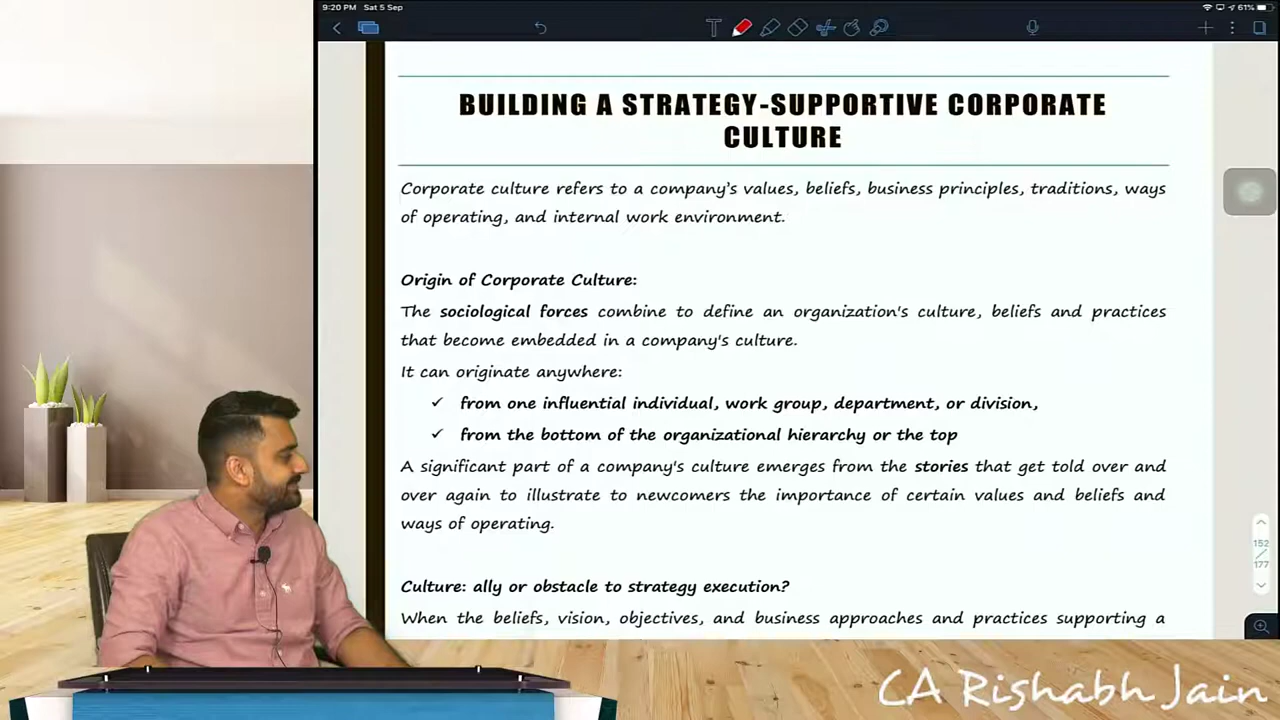 9:20 PM Sat 5 Sep
61%
BUILDING A STRATEGY-SUPPORTIVE CORPORATE
CULTURE
Corporate culture refers to a company's values, beliefs, business principles, traditions, ways
of operating, and internal work environment.
Origin of Corporate Culture:
The sociological forces combine to define an organization's culture, beliefs and practices
that become embedded in a company's culture.
It can originate anywhere:
✓ from one influential individual, work group, department, or division,
✓ from the bottom of the organizational hierarchy or the top
A significant part of a company's culture emerges from the stories that get told over and
over again to illustrate to newcomers the importance of certain values and beliefs and
ways of operating.
152
/
177
Culture: ally or obstacle to strategy execution?
When the beliefs, vision, objectives, and business approaches and practices supporting a
CA Rishabh Jain